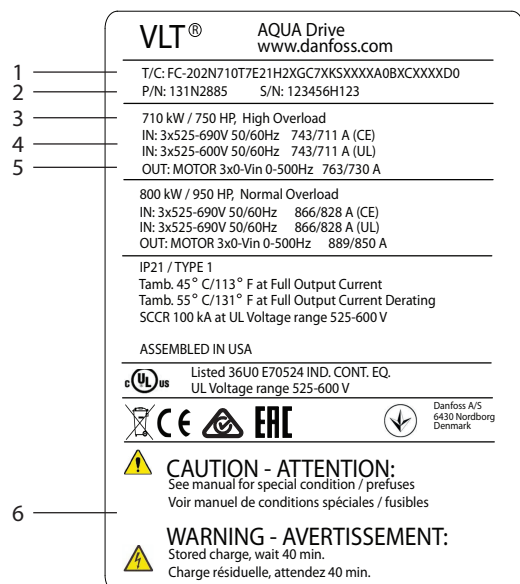 VLT® AQUA Drive
www.danfoss.com
1 T/C: FC-202N710T7E21H2XGC7XKSXXXXA0BXCXXXXD0
2 P/N: 131N2885 S/N: 123456H123
3 710 kW / 750 HP, High Overload
4 IN: 3x525-690V 50/60Hz 743/711 A (CE)
IN: 3x525-600V 50/60Hz 743/711 A (UL)
5 OUT: MOTOR 3x0-Vin 0-500Hz 763/730 A
800 kW / 950 HP, Normal Overload
IN: 3x525-690V 50/60Hz 866/828 A (CE)
IN: 3x525-690V 50/60Hz 866/828 A (UL)
OUT: MOTOR 3x0-Vin 0-500Hz 889/850 A
IP21 / TYPE 1
Tamb. 45° C/113° F at Full Output Current
Tamb. 55° C/131° F at Full Output Current Derating
SCCR 100 kA at UL Voltage range 525-600 V
ASSEMBLED IN USA
c UL us Listed 36U0 E70524 IND. CONT. EQ.
UL Voltage range 525-600 V
CE EAC
Danfoss A/S
6430 Nordborg
Denmark
CAUTION - ATTENTION:
See manual for special condition / prefuses
Voir manuel de conditions spéciales / fusibles
6
WARNING - AVERTISSEMENT:
Stored charge, wait 40 min.
Charge résiduelle, attendez 40 min.